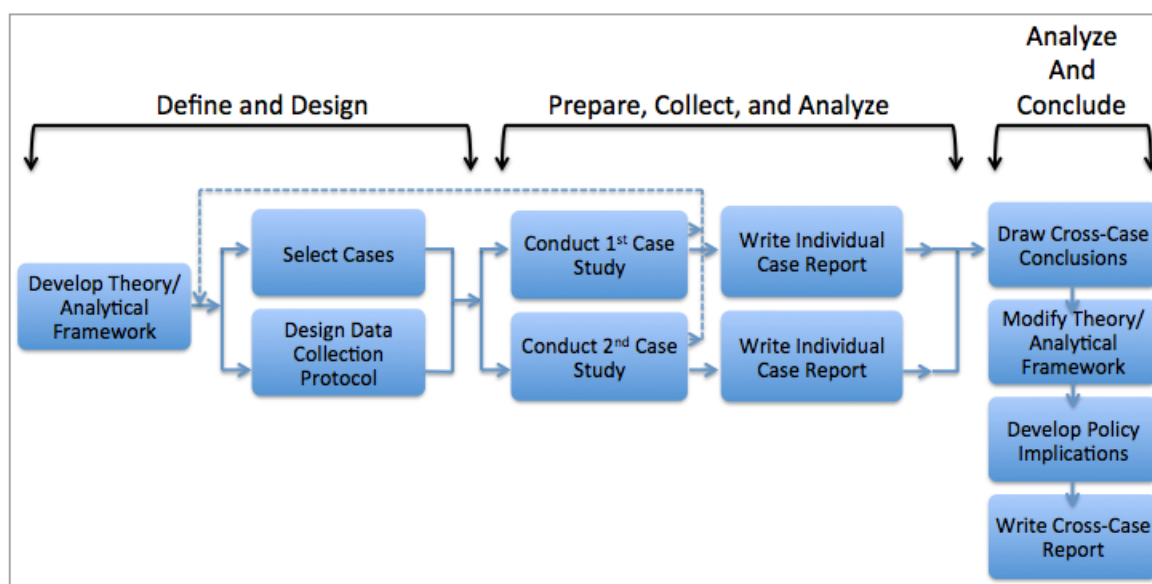 Analyze
And
Conclude
Define and Design
Prepare, Collect, and Analyze
Develop Theory/
Analytical
Framework
Select Cases
Design Data
Collection
Protocol
Conduct 1st Case
Study
Conduct 2nd Case
Study
Write Individual
Case Report
Write Individual
Case Report
Draw Cross-Case
Conclusions
Modify Theory/
Analytical
Framework
Develop Policy
Implications
Write Cross-Case
Report